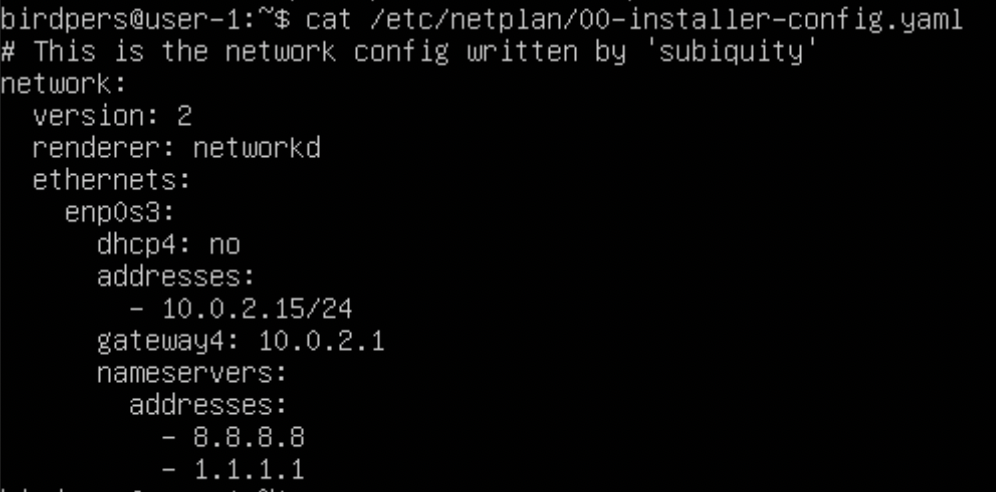 birdpers@user-1:~$ cat /etc/netplan/00-installer-config.yaml
# This is the network config written by 'subiquity'
network:
  version: 2
  renderer: networkd
  ethernets:
    enp0s3:
      dhcp4: no
      addresses:
        - 10.0.2.15/24
      gateway4: 10.0.2.1
      nameservers:
        addresses:
          - 8.8.8.8
          - 1.1.1.1